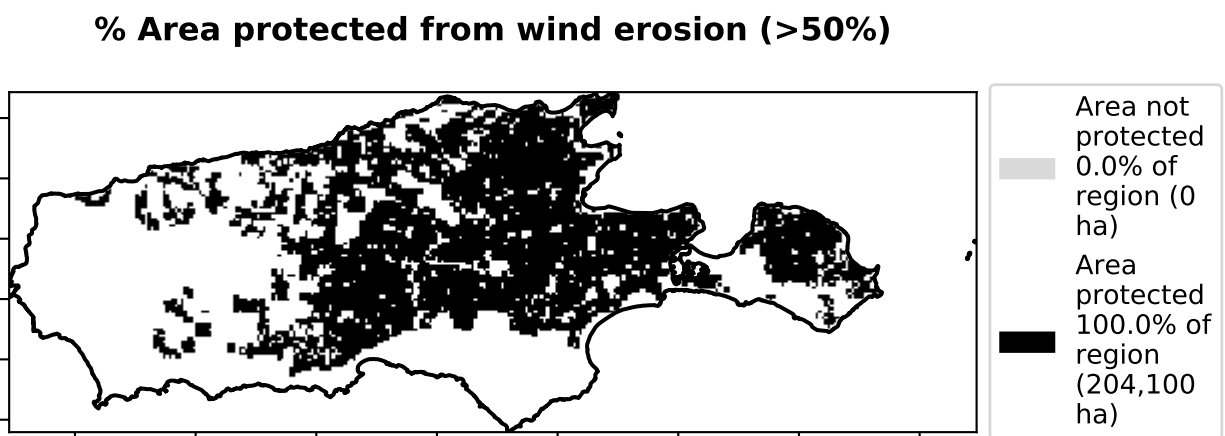 % Area protected from wind erosion (>50%)
Area not
protected
0.0% of
region (0
ha)
Area
protected
100.0% of
region
(204,100
ha)